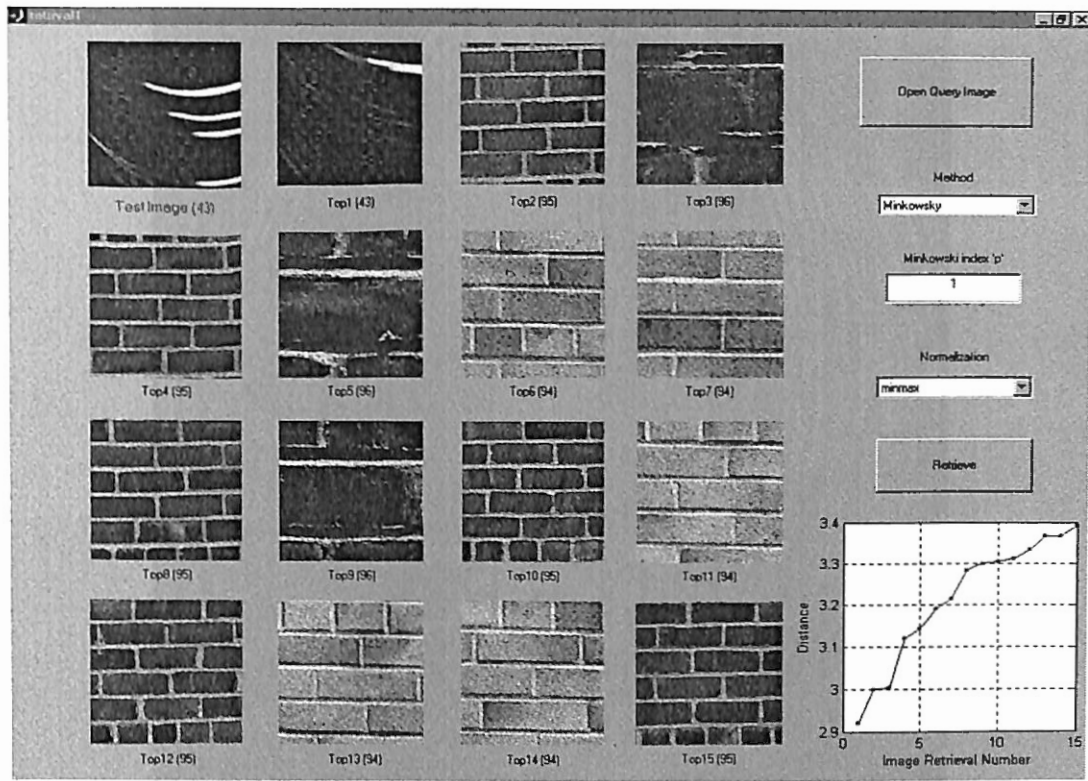 retrieval1
Test Image (43)
Top1 (43)
Top2 (95)
Top3 (96)
Open Query Image
Method
Minkowsky
Top4 (95)
Top5 (96)
Top6 (94)
Top7 (94)
Minkowski index 'p'
1
Normalization
minmax
Top8 (95)
Top9 (96)
Top10 (95)
Top11 (94)
Retrieve
Top12 (95)
Top13 (94)
Top14 (94)
Top15 (95)
3.4
3.3
3.2
3.1
3
2.9
Distance
0
5
10
15
Image Retrieval Number